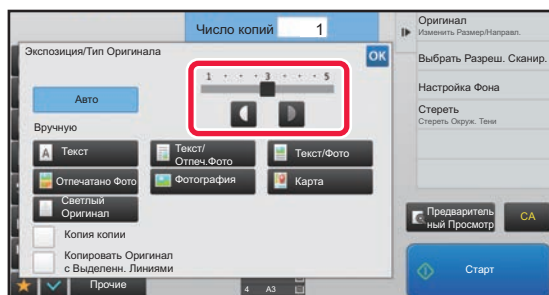 Число копий 1
Экспозиция/Тип Оригинала
OK
1 · · 3 · · 5
Авто
Вручную
A Текст
Текст/
Отпеч.Фото
Текст/Фото
Отпечатано Фото
Фотография
Карта
Светлый
Оригинал
Копия копии
Копировать Оригинал
с Выделенн. Линиями
Прочие
4 A3
Оригинал
Изменить Размер/Направл.
Выбрать Разреш. Сканир.
Настройка Фона
Стереть
Стереть Окруж. Тени
Предваритель
ный Просмотр
CA
Старт